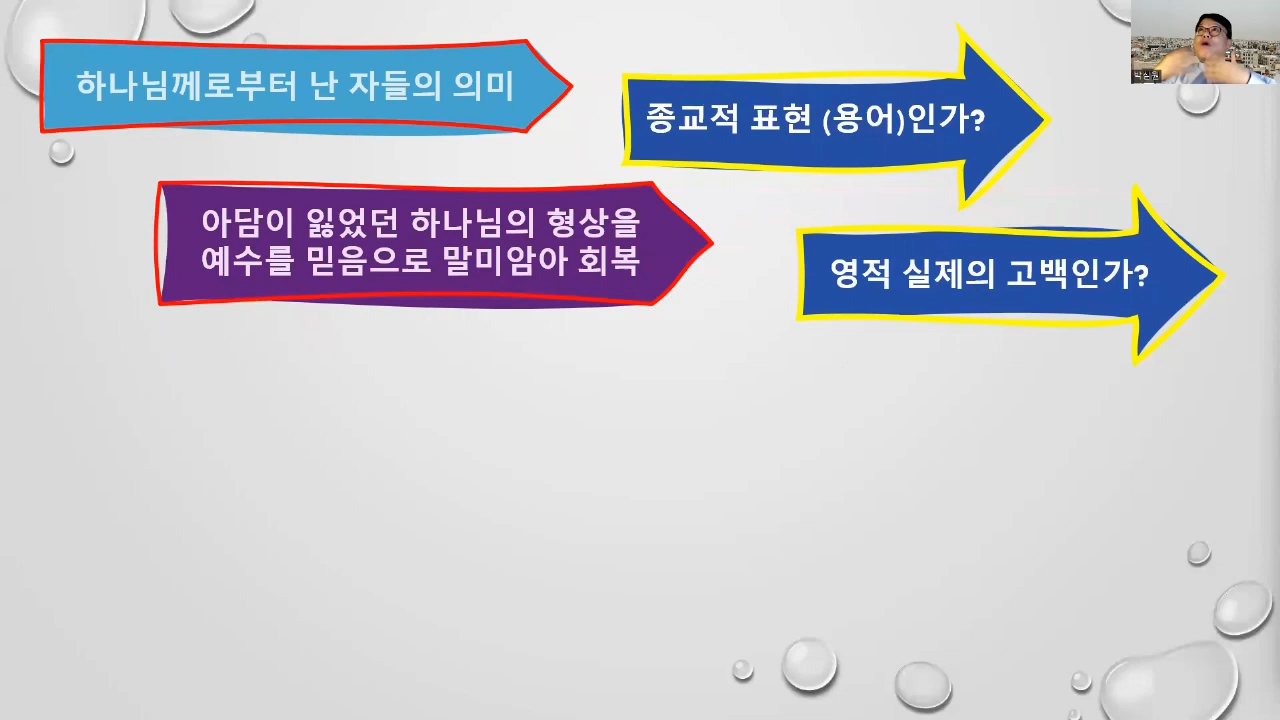 하나님께로부터 난 자들의 의미
종교적 표현 (용어)인가?
아담이 잃었던 하나님의 형상을
예수를 믿음으로 말미암아 회복
영적 실제의 고백인가?